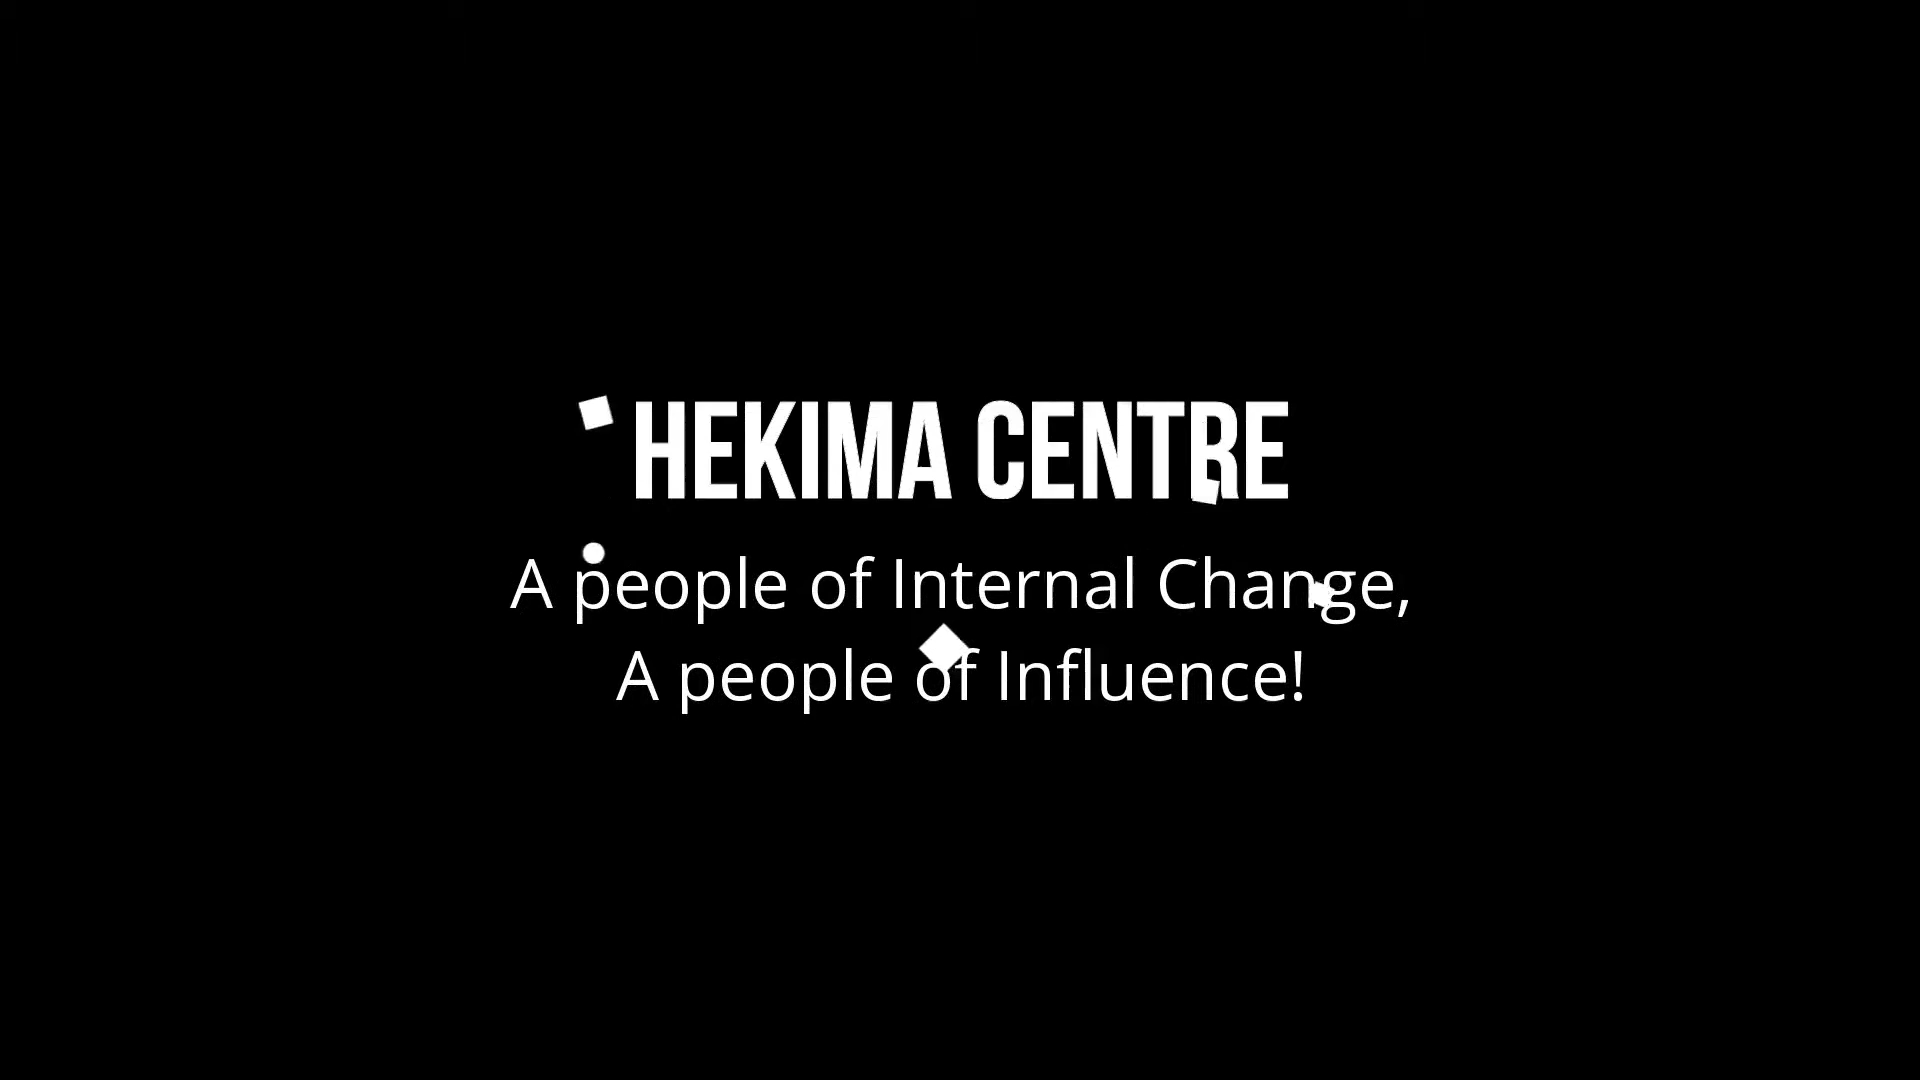 HEKIMA CENTRE
A people of Internal Change,
A people of Influence!